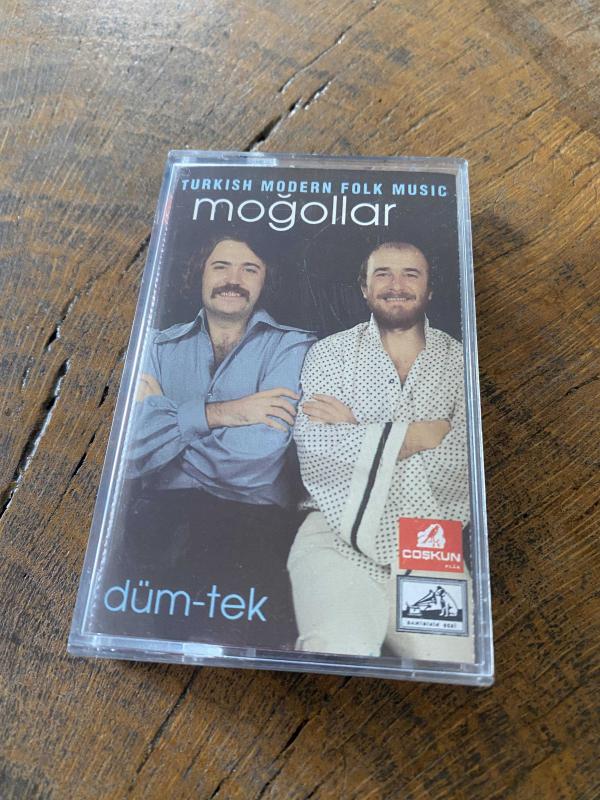 TURKISH MODERN FOLK MUSIC
moğollar
COŞKUN
PLAK
düm-tek